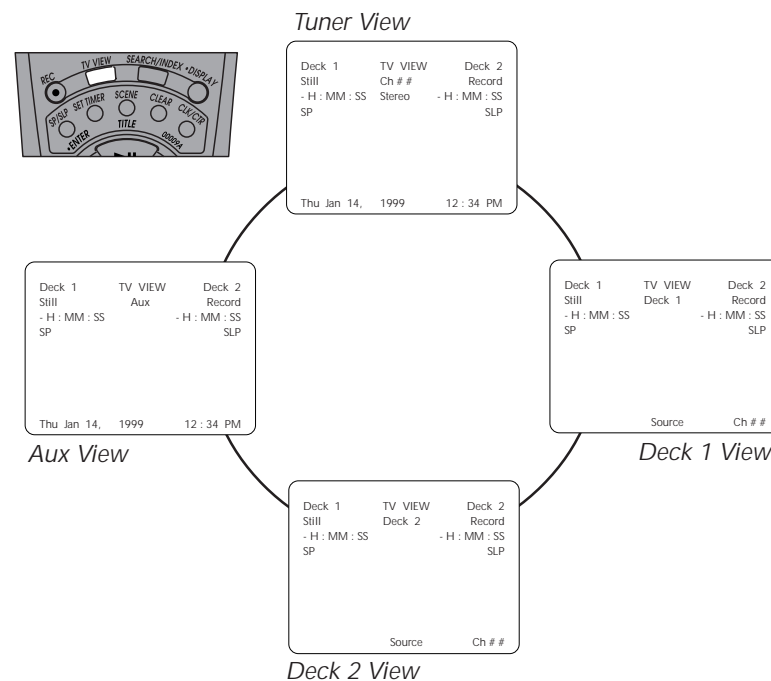 Tuner View
REC
TV VIEW
SEARCH/INDEX
•DISPLAY
SP/SLP
SET TIMER
SCENE
CLEAR
CLK/CTR
•ENTER
TITLE
00009A
Deck 1 TV VIEW Deck 2
Still Ch # # Record
- H : MM : SS Stereo - H : MM : SS
SP SLP
Thu Jan 14, 1999 12 : 34 PM
Deck 1 TV VIEW Deck 2
Still Aux Record
- H : MM : SS - H : MM : SS
SP SLP
Thu Jan 14, 1999 12 : 34 PM
Aux View
Deck 1 TV VIEW Deck 2
Still Deck 1 Record
- H : MM : SS - H : MM : SS
SP SLP
Source Ch # #
Deck 1 View
Deck 1 TV VIEW Deck 2
Still Deck 2 Record
- H : MM : SS - H : MM : SS
SP SLP
Source Ch # #
Deck 2 View